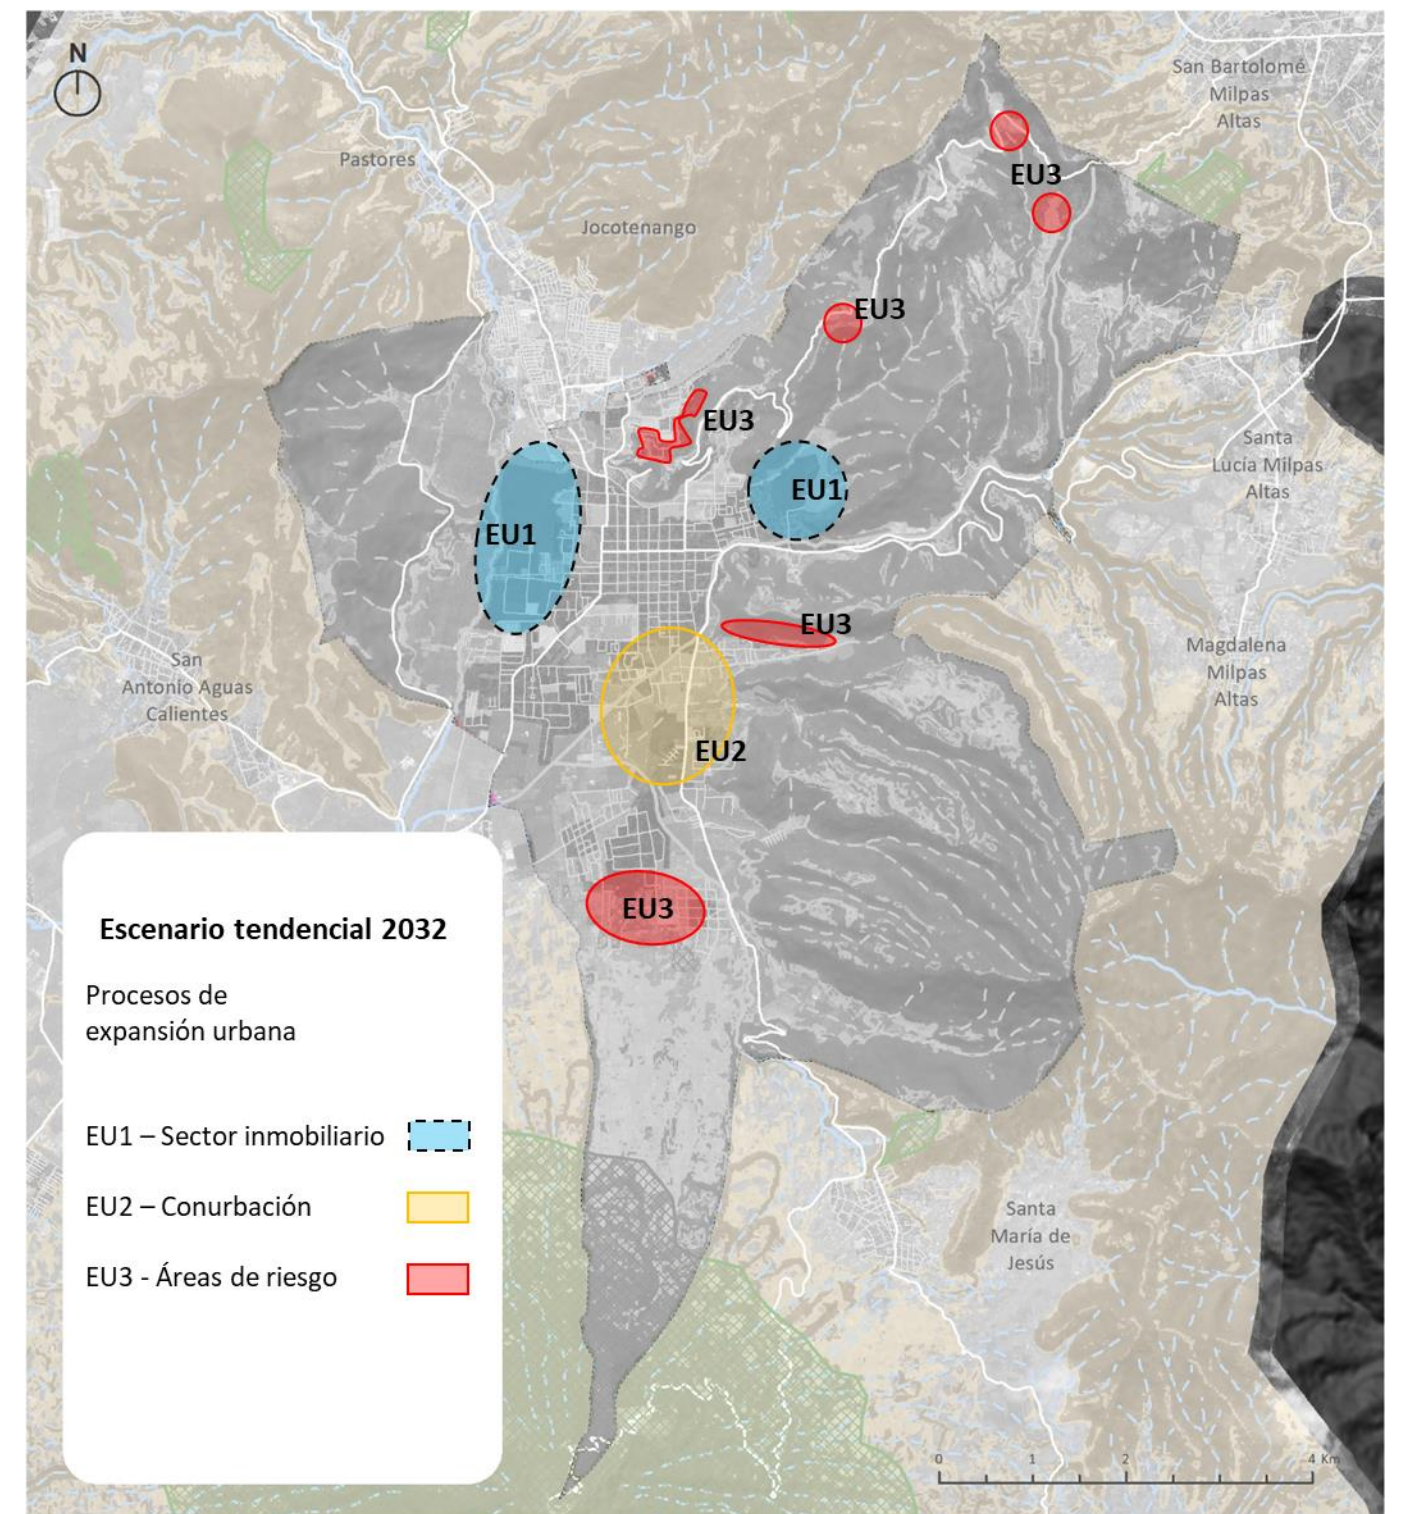 N
San Bartolomé
Milpas
Altas
Pastores
EU3
Jocotenango
EU3
EU3
Santa
Lucía Milpas
Altas
EU1
EU1
EU3
Magdalena
Milpas
Altas
San
Antonio Aguas
Calientes
EU2
EU3
Escenario tendencial 2032
Procesos de
expansión urbana
EU1 – Sector inmobiliario
EU2 – Conurbación
EU3 - Áreas de riesgo
Santa
María de
Jesús
0 1 2 4 Km